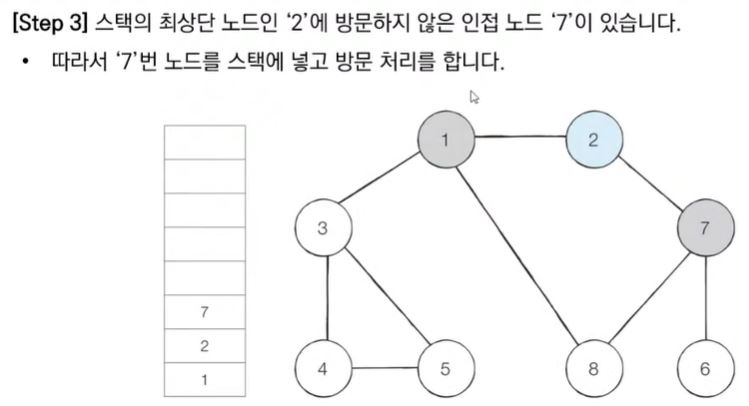 [Step 3] 스택의 최상단 노드인 ‘2’에 방문하지 않은 인접 노드 ‘7’이 있습니다.
• 따라서 ‘7’번 노드를 스택에 넣고 방문 처리를 합니다.
1 2
3 7
7
2
1
4 5 8 6